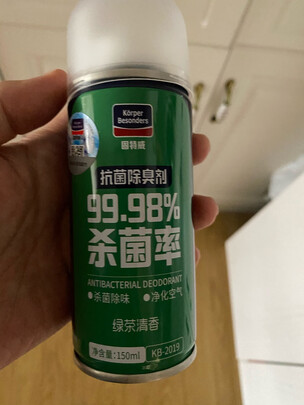 Körper
Besonders
固特威
抗菌除臭剂
99.98%
杀菌率
ANTIBACTERIAL DEODORANT
●杀菌除味 ●净化空气
绿茶清香
净含量:150ml KB-2019